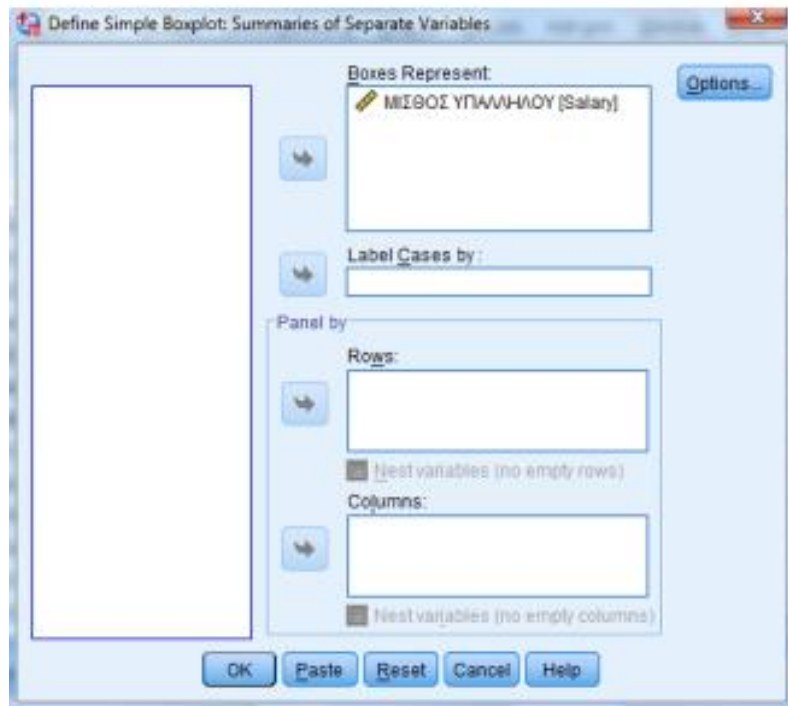 Define Simple Boxplot: Summaries of Separate Variables
Boxes Represent:
Options...
ΜΙΣΘΟΣ ΥΠΑΛΛΗΛΟΥ [Salary]
Label Cases by :
Panel by
Rows:
Nest variables (no empty rows)
Columns:
Nest variables (no empty columns)
OK Paste Reset Cancel Help